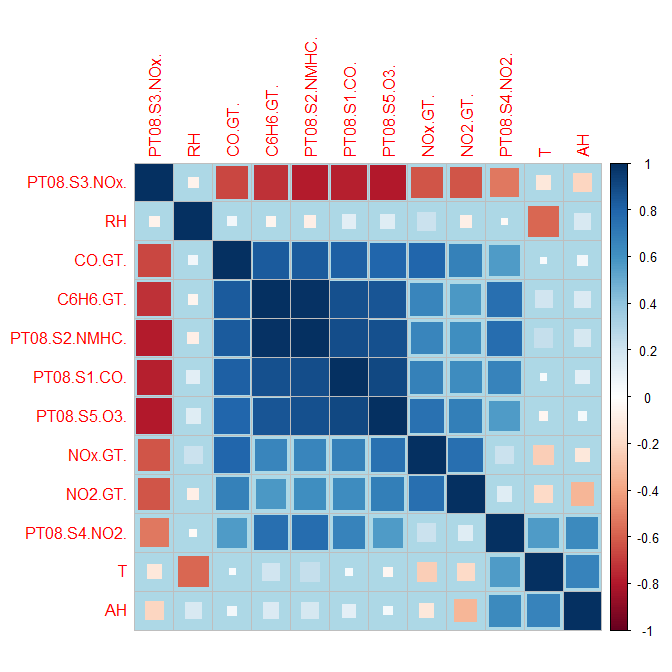 PT08.S3.NOx.
RH
CO.GT.
C6H6.GT.
PT08.S2.NMHC.
PT08.S1.CO.
PT08.S5.O3.
NOx.GT.
NO2.GT.
PT08.S4.NO2.
T
AH
PT08.S3.NOx.
RH
CO.GT.
C6H6.GT.
PT08.S2.NMHC.
PT08.S1.CO.
PT08.S5.O3.
NOx.GT.
NO2.GT.
PT08.S4.NO2.
T
AH
1
0.8
0.6
0.4
0.2
0
-0.2
-0.4
-0.6
-0.8
-1